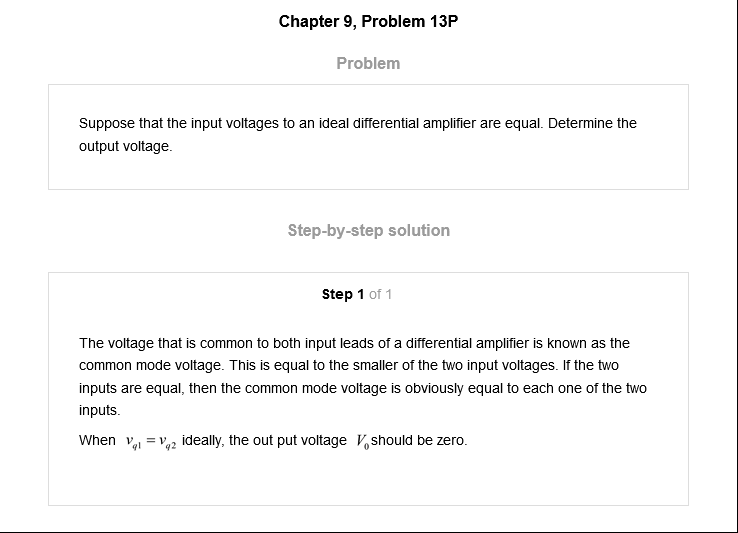 Chapter 9, Problem 13P
Problem
Suppose that the input voltages to an ideal differential amplifier are equal. Determine the
output voltage.
Step-by-step solution
Step 1 of 1
The voltage that is common to both input leads of a differential amplifier is known as the
common mode voltage. This is equal to the smaller of the two input voltages. If the two
inputs are equal, then the common mode voltage is obviously equal to each one of the two
inputs.
When v_{q1} = v_{q2} ideally, the out put voltage V_0 should be zero.